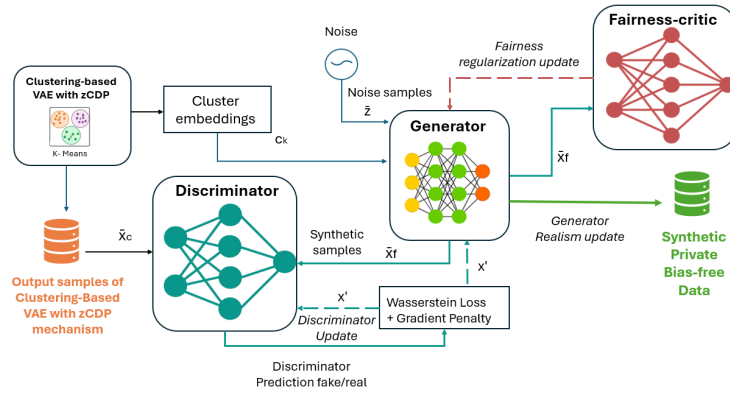 Fairness-critic
Noise
Fairness
regularization update
Clustering-based
VAE with zCDP
K- Means
Cluster
embeddings
Noise samples
z̄
Generator
cₖ
x̄f
Discriminator
x̄c
Synthetic
samples
x̄f
Generator
Realism update
Synthetic
Private
Bias-free
Data
x'
x'
Output samples of
Clustering-Based
VAE with zCDP
mechanism
Wasserstein Loss
+ Gradient Penalty
Discriminator
Update
Discriminator
Prediction fake/real